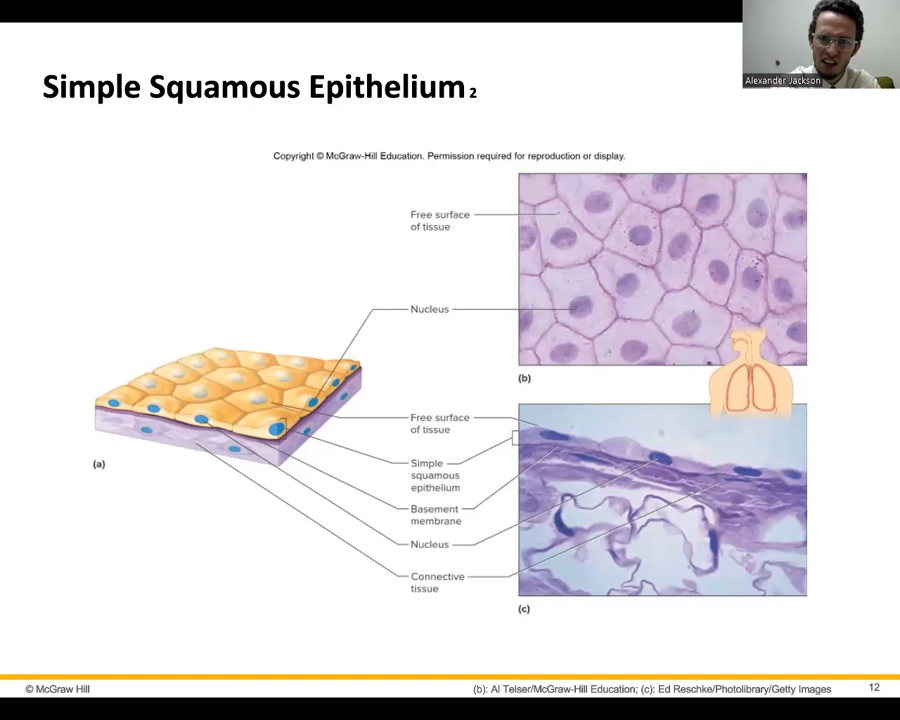 Alexander Jackson
Simple Squamous Epithelium 2
Copyright © McGraw-Hill Education. Permission required for reproduction or display.
Free surface
of tissue
Nucleus
(b)
Free surface
of tissue
(a)
Simple
squamous
epithelium
Basement
membrane
Nucleus
Connective
tissue
(c)
© McGraw Hill
(b): Al Telser/McGraw-Hill Education; (c): Ed Reschke/Photolibrary/Getty Images
12